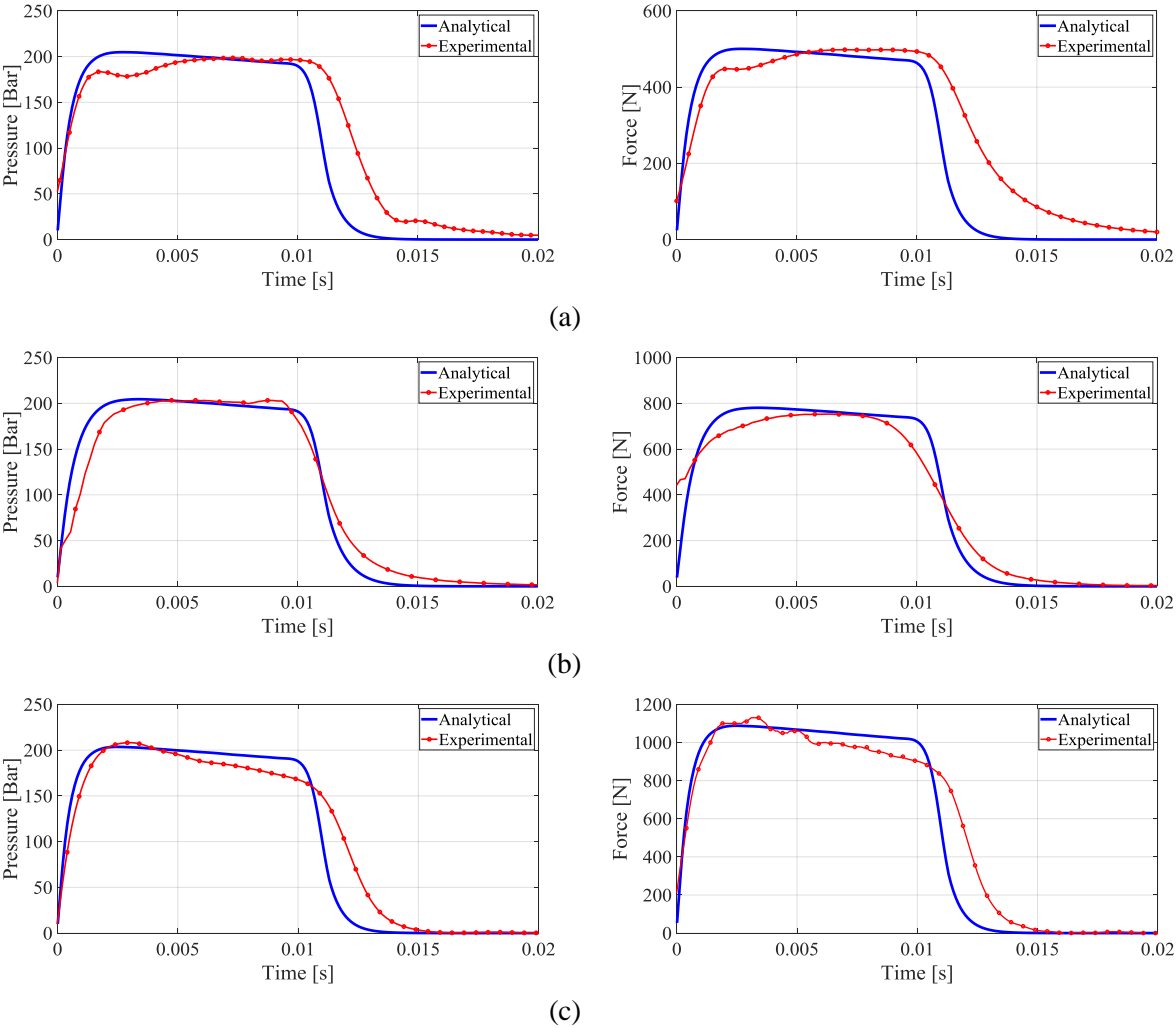 250
200
150
100
50
0
Pressure [Bar]
0 0.005 0.01 0.015 0.02
Time [s]
Analytical
Experimental
600
400
200
0
Force [N]
0 0.005 0.01 0.015 0.02
Time [s]
Analytical
Experimental
(a)
250
200
150
100
50
0
Pressure [Bar]
0 0.005 0.01 0.015 0.02
Time [s]
Analytical
Experimental
1000
800
600
400
200
0
Force [N]
0 0.005 0.01 0.015 0.02
Time [s]
Analytical
Experimental
(b)
250
200
150
100
50
0
Pressure [Bar]
0 0.005 0.01 0.015 0.02
Time [s]
Analytical
Experimental
1200
1000
800
600
400
200
0
Force [N]
0 0.005 0.01 0.015 0.02
Time [s]
Analytical
Experimental
(c)